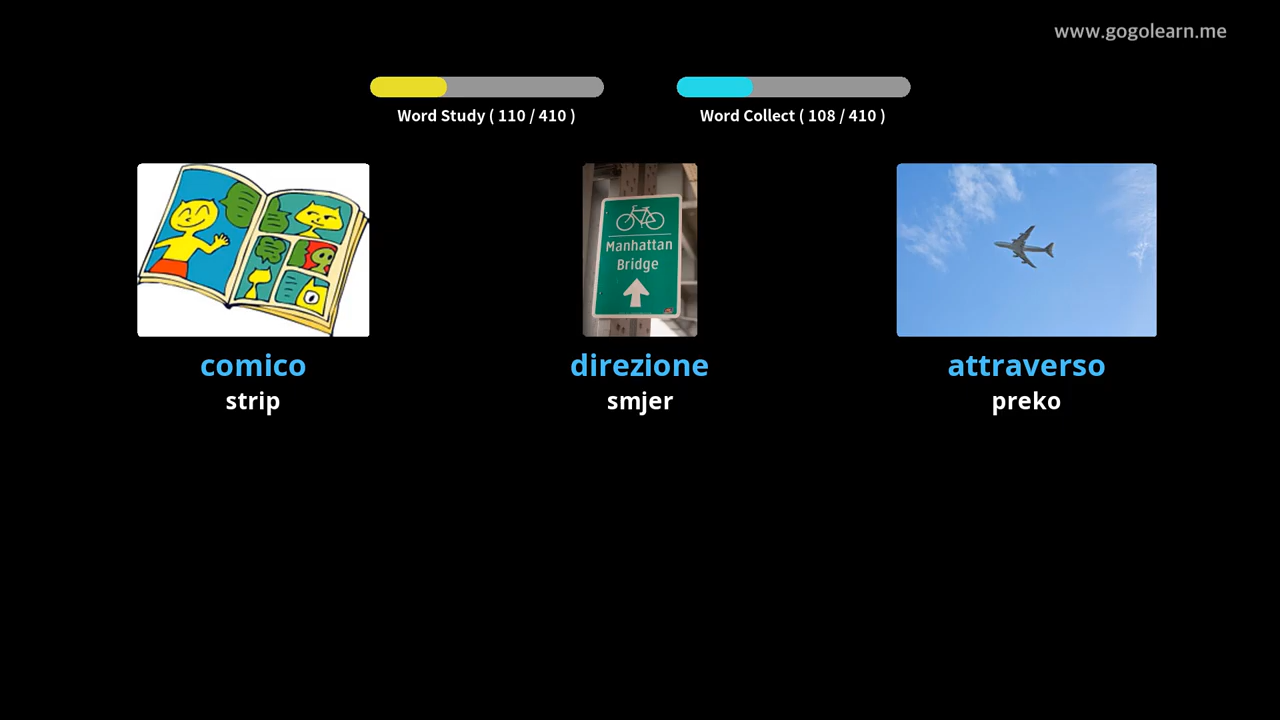 www.gogolearn.me
Word Study ( 110 / 410 )
Word Collect ( 108 / 410 )
Manhattan
Bridge
comico
direzione
attraverso
strip
smjer
preko